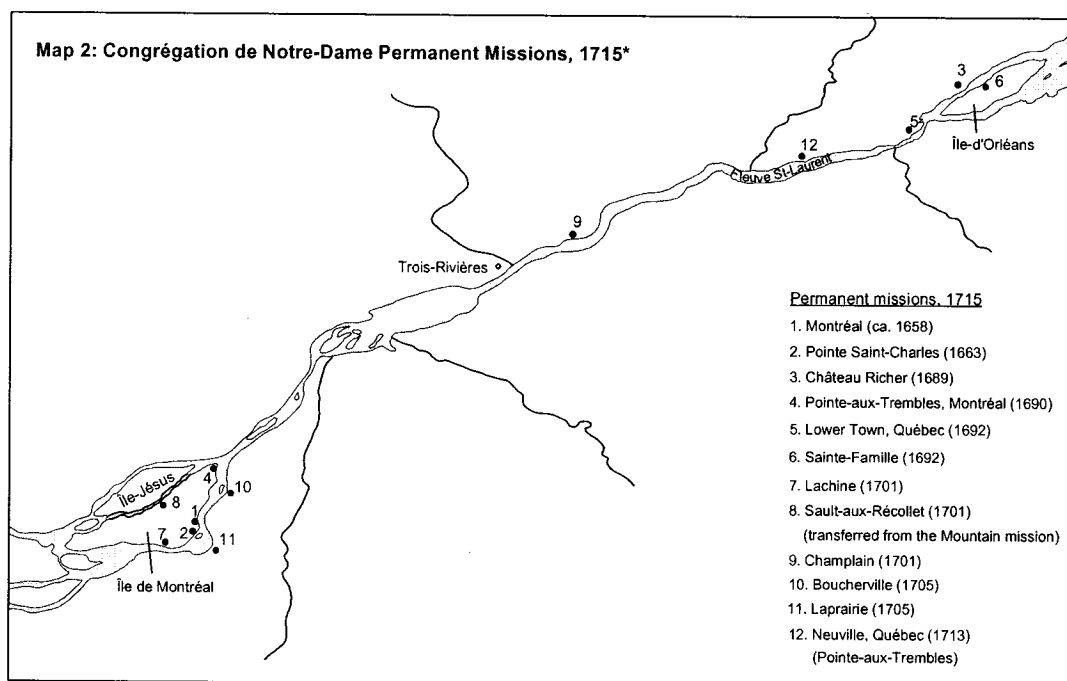 Map 2: Congrégation de Notre-Dame Permanent Missions, 1715*
3
6
5
Île-d'Orléans
12
Fleuve St-Laurent
9
Trois-Rivières
Permanent missions, 1715
1. Montréal (ca. 1658)
2. Pointe Saint-Charles (1663)
3. Château Richer (1689)
4. Pointe-aux-Trembles, Montréal (1690)
5. Lower Town, Québec (1692)
6. Sainte-Famille (1692)
7. Lachine (1701)
8. Sault-aux-Récollet (1701)
(transferred from the Mountain mission)
9. Champlain (1701)
10. Boucherville (1705)
11. Laprairie (1705)
12. Neuville, Québec (1713)
(Pointe-aux-Trembles)
Île-Jésus
4
10
8
1
2
7
11
Île de Montréal